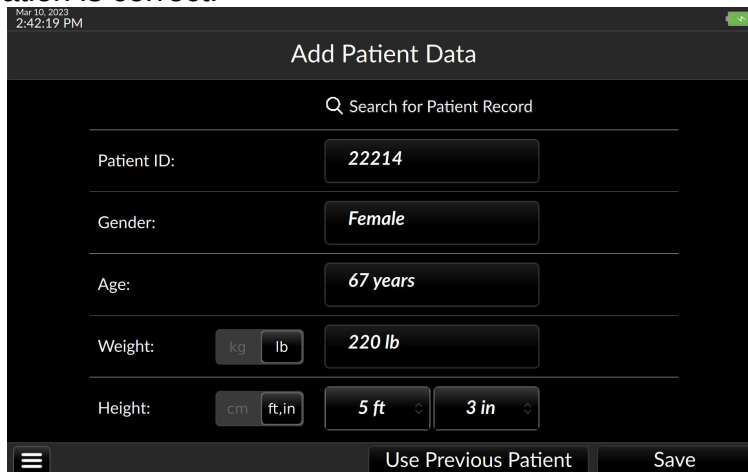 Mar 10, 2023
2:42:19 PM
Add Patient Data
Search for Patient Record
Patient ID: 22214
Gender: Female
Age: 67 years
Weight: kg lb 220 lb
Height: cm ft,in 5 ft 3 in
Use Previous Patient Save